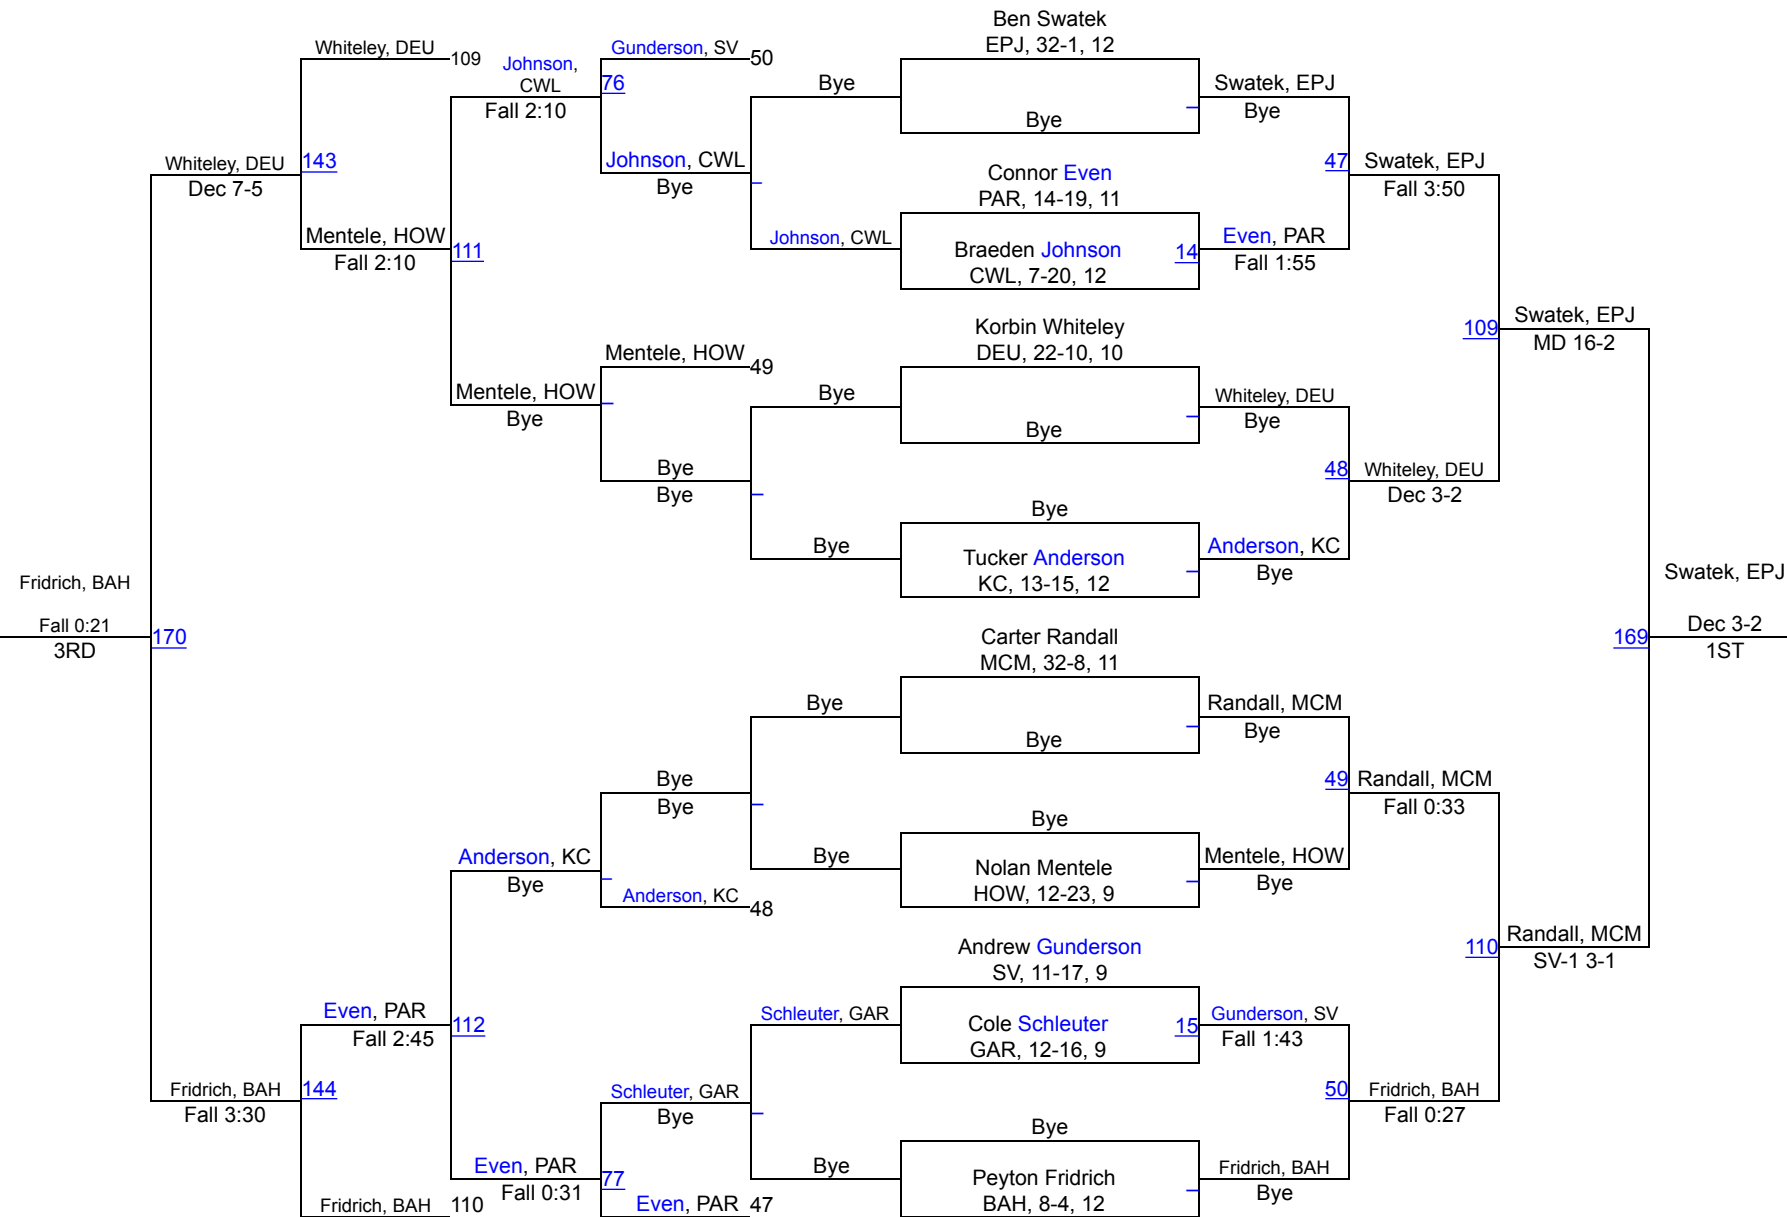 Ben Swatek
EPJ, 32-1, 12
Whiteley, DEU
109
Johnson,
CWL
Fall 2:10
Gunderson, SV
50
76
Bye
Bye
Swatek, EPJ
Bye
Whiteley, DEU
Dec 7-5
143
Johnson, CWL
Bye
Connor Even
PAR, 14-19, 11
47
Swatek, EPJ
Fall 3:50
Mentele, HOW
Fall 2:10
111
Johnson, CWL
Braeden Johnson
CWL, 7-20, 12
14
Even, PAR
Fall 1:55
Korbin Whiteley
DEU, 22-10, 10
109
Swatek, EPJ
MD 16-2
Mentele, HOW
49
Mentele, HOW
Bye
Bye
Bye
Whiteley, DEU
Bye
Bye
Bye
48
Whiteley, DEU
Dec 3-2
Bye
Bye
Tucker Anderson
KC, 13-15, 12
Anderson, KC
Bye
Fridrich, BAH
Fall 0:21
3RD
170
Swatek, EPJ
Dec 3-2
1ST
169
Carter Randall
MCM, 32-8, 11
Bye
Bye
Randall, MCM
Bye
Bye
Bye
49
Randall, MCM
Fall 0:33
Bye
Anderson, KC
Bye
Bye
Nolan Mentele
HOW, 12-23, 9
Mentele, HOW
Bye
Anderson, KC
48
Andrew Gunderson
SV, 11-17, 9
110
Randall, MCM
SV-1 3-1
Even, PAR
Fall 2:45
112
Schleuter, GAR
Cole Schleuter
GAR, 12-16, 9
15
Gunderson, SV
Fall 1:43
Fridrich, BAH
Fall 3:30
144
Schleuter, GAR
Bye
50
Fridrich, BAH
Fall 0:27
Bye
Even, PAR
Fall 0:31
77
Bye
Peyton Fridrich
BAH, 8-4, 12
Fridrich, BAH
Bye
Fridrich, BAH
110
Even, PAR
47